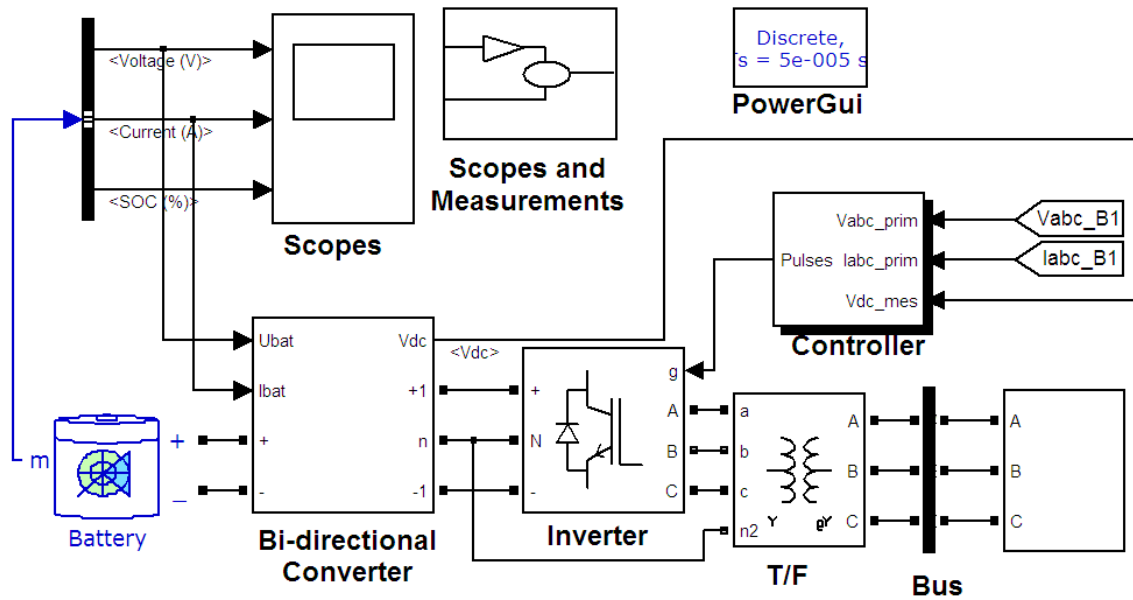 <Voltage (V)>
<Current (A)>
<SOC (%)>
Scopes
Scopes and
Measurements
Discrete,
s = 5e-005 s
PowerGui
Vabc_prim
Pulses
Iabc_prim
Vdc_mes
Controller
Vabc_B1
Iabc_B1
m
+
_
Battery
Ubat
Ibat
+
-
Vdc
+1
n
-1
<Vdc>
Bi-directional
Converter
+
N
-
g
A
B
C
Inverter
a
b
c
n2
A
B
C
Y
Y
T/F
Bus
A
B
C